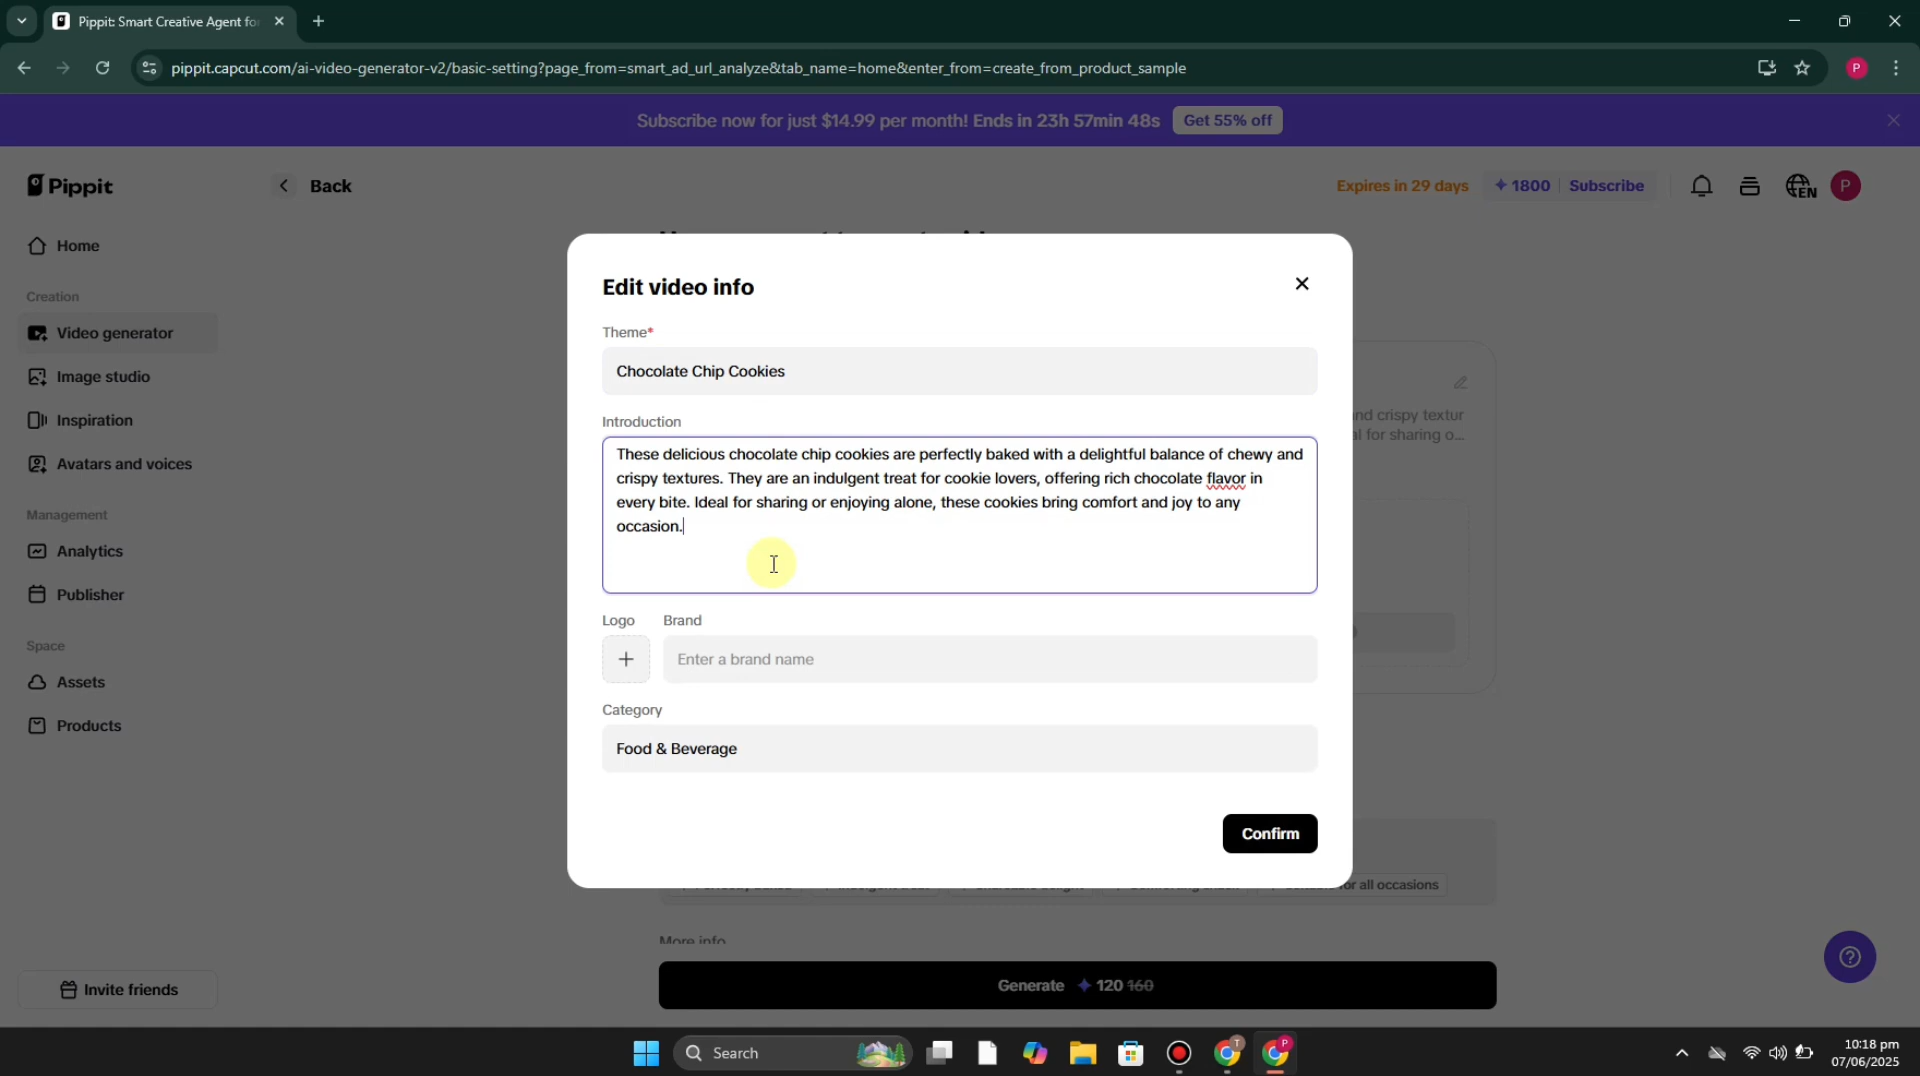 Pippit: Smart Creative Agent fo
pippit.capcut.com/ai-video-generator-v2/basic-setting?page_from=smart_ad_url_analyze&tab_name=home&enter_from=create_from_product_sample
P
Subscribe now for just $14.99 per month! Ends in 23h 57min 48s
Get 55% off
Pippit
Back
Expires in 29 days
1800
Subscribe
EN
P
Home
Creation
Video generator
Image studio
Inspiration
Avatars and voices
Management
Analytics
Publisher
Space
Assets
Products
Invite friends
Edit video info
Theme*
Chocolate Chip Cookies
Introduction
These delicious chocolate chip cookies are perfectly baked with a delightful balance of chewy and
crispy textures. They are an indulgent treat for cookie lovers, offering rich chocolate flavor in
every bite. Ideal for sharing or enjoying alone, these cookies bring comfort and joy to any
occasion.
Logo
Brand
Enter a brand name
Category
Food & Beverage
Confirm
nd crispy textur
al for sharing o...
for all occasions
More info
Generate 120 160
Search
T
P
10:18 pm
07/06/2025